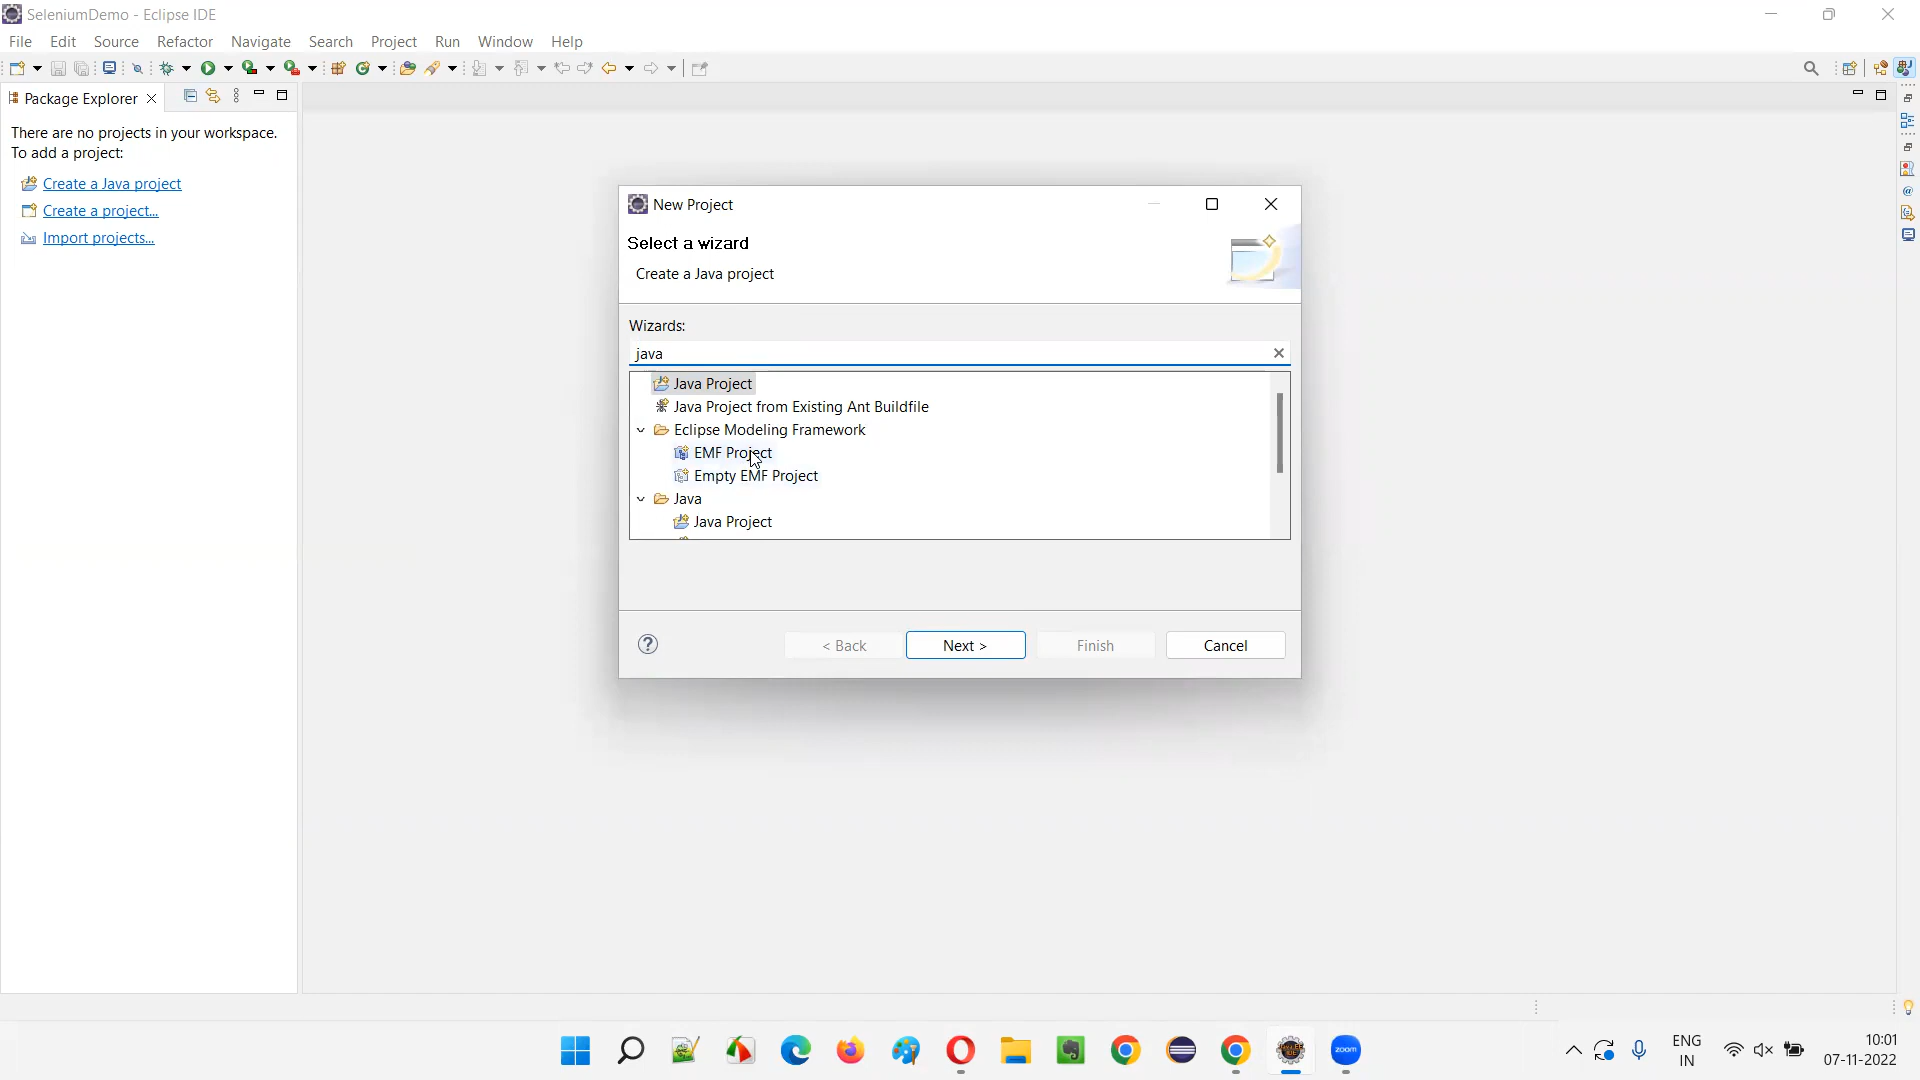 SeleniumDemo - Eclipse IDE
File Edit Source Refactor Navigate Search Project Run Window Help
Package Explorer
There are no projects in your workspace.
To add a project:
Create a Java project
Create a project...
Import projects...
New Project
Select a wizard
Create a Java project
Wizards:
java
Java Project
Java Project from Existing Ant Buildfile
Eclipse Modeling Framework
EMF Project
Empty EMF Project
Java
Java Project
< Back Next > Finish Cancel
zoom
ENG
IN
10:01
07-11-2022